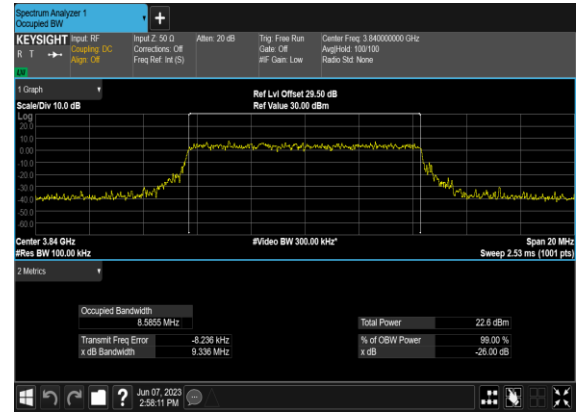 Spectrum Analyzer 1
Occupied BW
+
KEYSIGHT
R T
LU
Input: RF
Coupling: DC
Align: Off
Input Z: 50 Ω
Corrections: Off
Freq Ref: Int (S)
Atten: 20 dB
Trig: Free Run
Gate: Off
#IF Gain: Low
Center Freq: 3.840000000 GHz
Avg|Hold: 100/100
Radio Std: None
1 Graph
Scale/Div 10.0 dB
Ref Lvl Offset 29.50 dB
Ref Value 30.00 dBm
Log
20.0
10.0
0.00
-10.0
-20.0
-30.0
-40.0
-50.0
-60.0
Center 3.84 GHz
#Res BW 100.00 kHz
#Video BW 300.00 kHz*
Span 20 MHz
Sweep 2.53 ms (1001 pts)
2 Metrics
Occupied Bandwidth
8.5855 MHz
Total Power 22.6 dBm
Transmit Freq Error -8.236 kHz
% of OBW Power 99.00 %
x dB Bandwidth 9.336 MHz
x dB -26.00 dB
?
Jun 07, 2023
2:58:11 PM